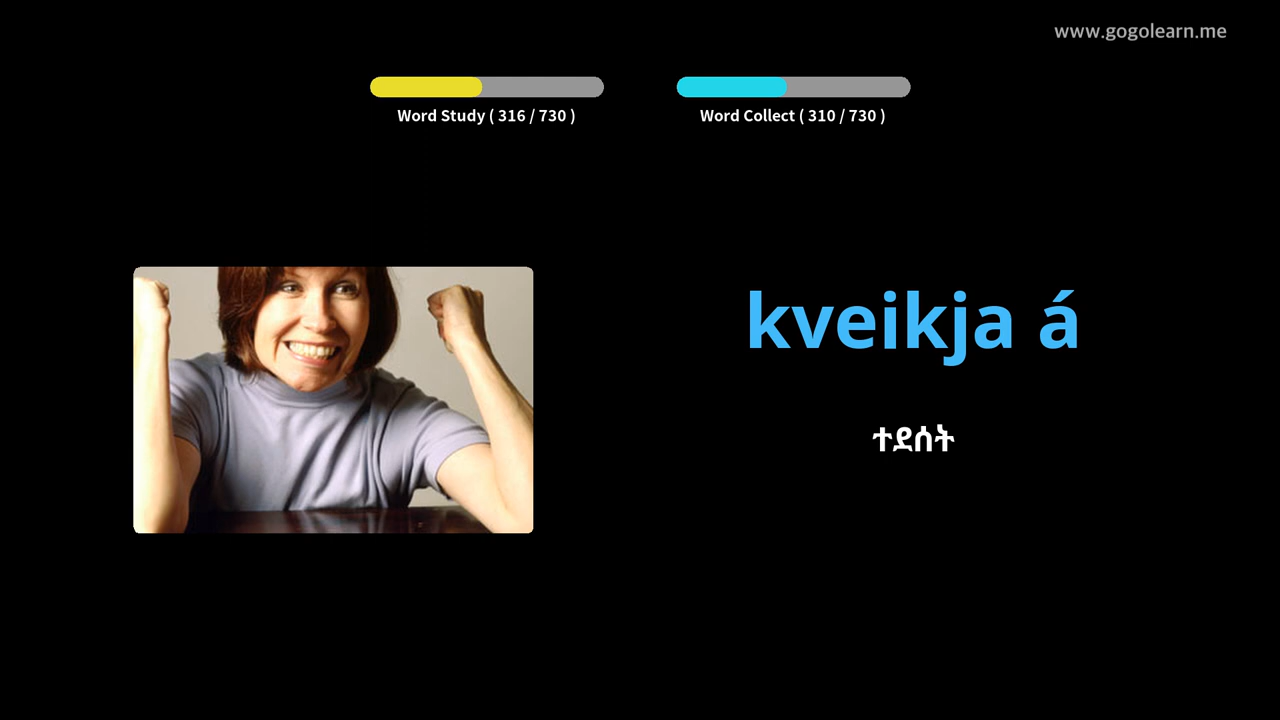 www.gogolearn.me
Word Study ( 316 / 730 )
Word Collect ( 310 / 730 )
kveikja á
ተደሰት